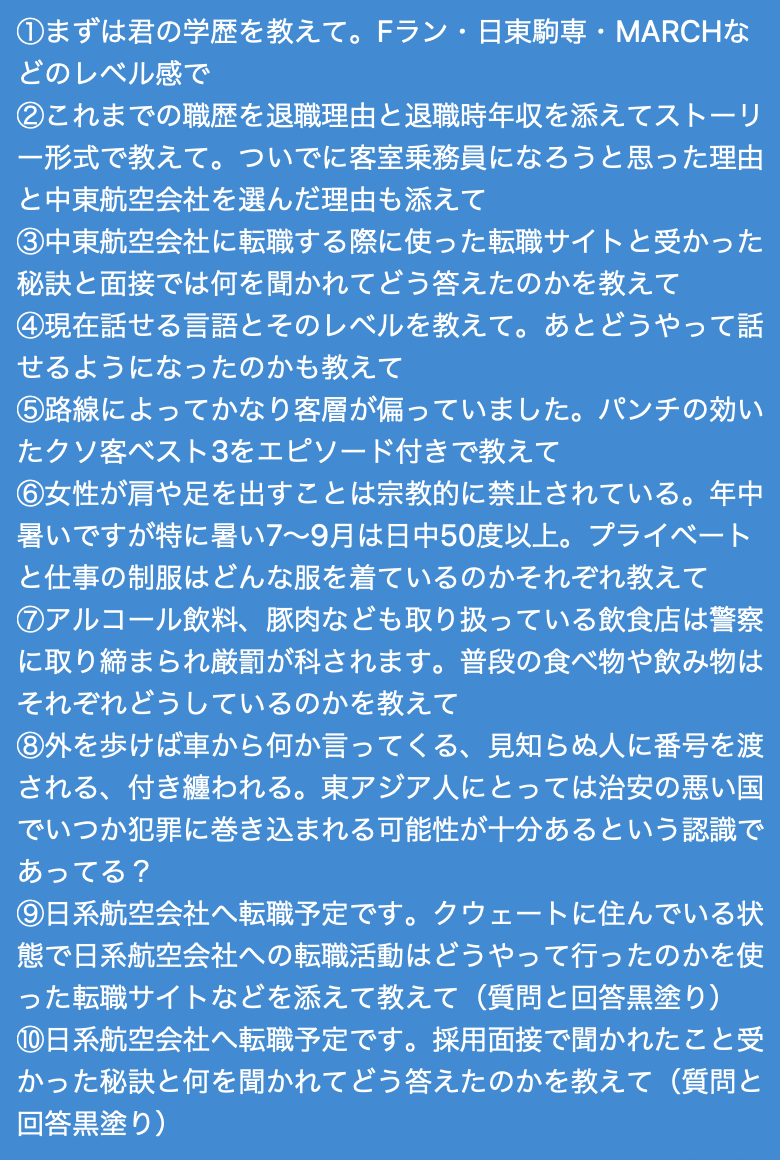 ①まずは君の学歴を教えて。Fラン・日東駒専・MARCHな
どのレベル感で
②これまでの職歴を退職理由と退職時年収を添えてストーリ
ー形式で教えて。ついでに客室乗務員になろうと思った理由
と中東航空会社を選んだ理由も添えて
③中東航空会社に転職する際に使った転職サイトと受かった
秘訣と面接では何を聞かれてどう答えたのかを教えて
④現在話せる言語とそのレベルを教えて。あとどうやって話
せるようになったのかも教えて
⑤路線によってかなり客層が偏っていました。パンチの効い
たクソ客ベスト3をエピソード付きで教えて
⑥女性が肩や足を出すことは宗教的に禁止されている。年中
暑いですが特に暑い7〜9月は日中50度以上。プライベート
と仕事の制服はどんな服を着ているのかそれぞれ教えて
⑦アルコール飲料、豚肉なども取り扱っている飲食店は警察
に取り締まられ厳罰が科されます。普段の食べ物や飲み物は
それぞれどうしているのかを教えて
⑧外を歩けば車から何か言ってくる、見知らぬ人に番号を渡
される、付き纏われる。東アジア人にとっては治安の悪い国
でいつか犯罪に巻き込まれる可能性が十分あるという認識で
あってる？
⑨日系航空会社へ転職予定です。クウェートに住んでいる状
態で日系航空会社への転職活動はどうやって行ったのかを使
った転職サイトなどを添えて教えて（質問と回答黒塗り）
⑩日系航空会社へ転職予定です。採用面接で聞かれたこと受
かった秘訣と何を聞かれてどう答えたのかを教えて（質問と
回答黒塗り）